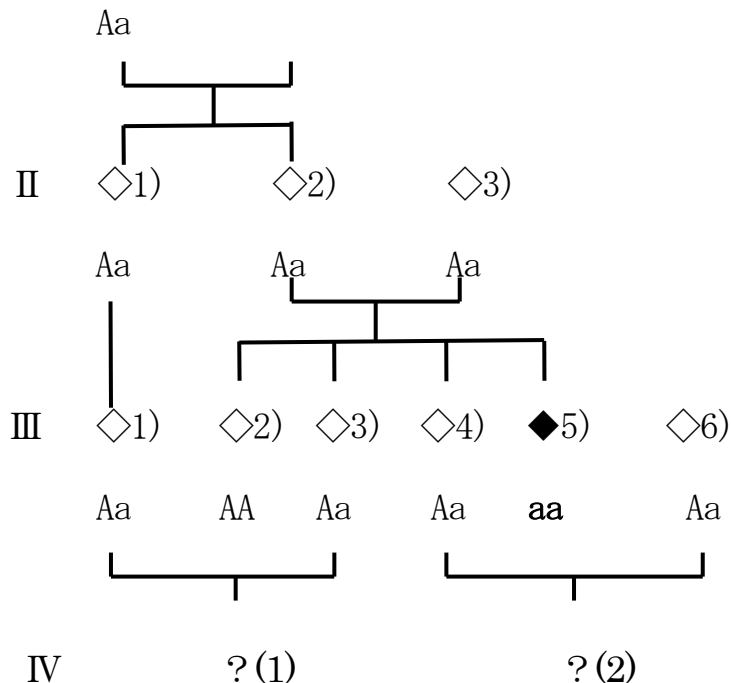 Aa
Ⅱ ◇1) ◇2) ◇3)
Aa Aa Aa
Ⅲ ◇1) ◇2) ◇3) ◇4) ◆5) ◇6)
Aa AA Aa Aa aa Aa
Ⅳ ?(1) ?(2)